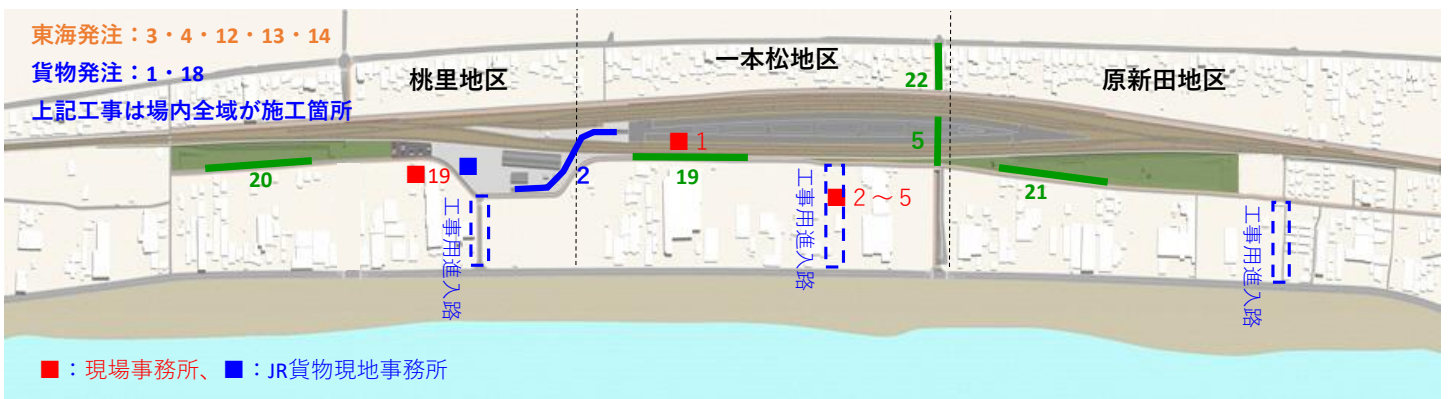 東海発注：3・4・12・13・14
貨物発注：1・18
上記工事は場内全域が施工箇所
桃里地区
一本松地区
原新田地区
22
1
5
2
19
20
19
2～5
21
工事用進入路
工事用進入路
工事用進入路
■：現場事務所、■：JR貨物現地事務所